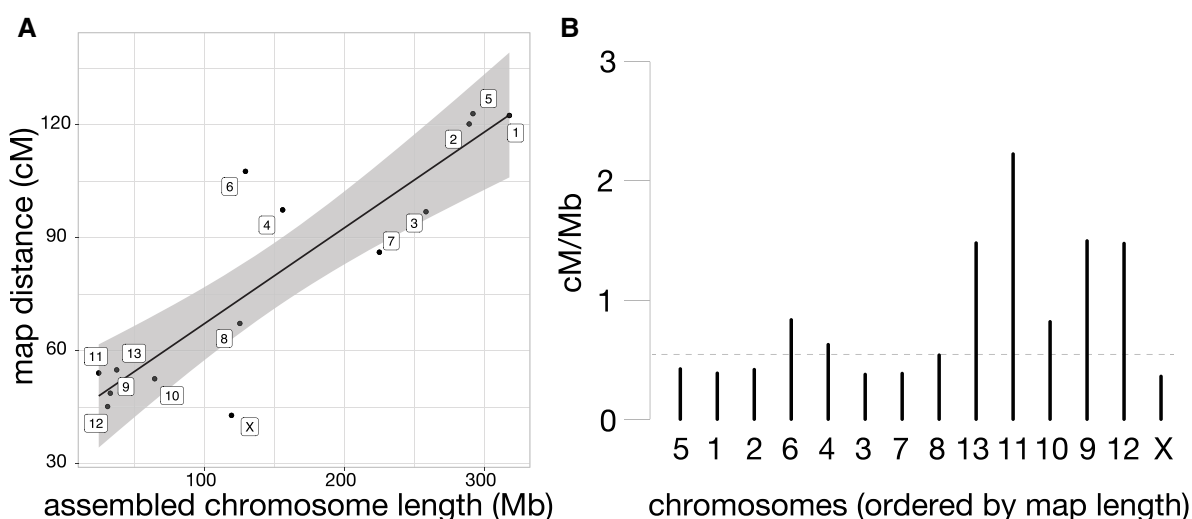 A
map distance (cM)
120
90
60
30
5
2
1
6
4
3
7
8
11
13
9
10
12
X
100 200 300
assembled chromosome length (Mb)
B
cM/Mb
3
2
1
0
5 1 2 6 4 3 7 8 13 11 10 9 12 X
chromosomes (ordered by map length)